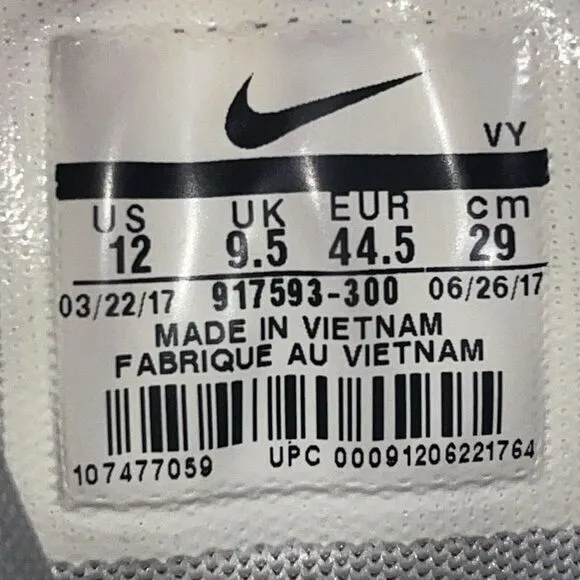 VY
US UK EUR cm
12 9.5 44.5 29
03/22/17 917593-300 06/26/17
MADE IN VIETNAM
FABRIQUE AU VIETNAM
107477059 UPC 00091206221764